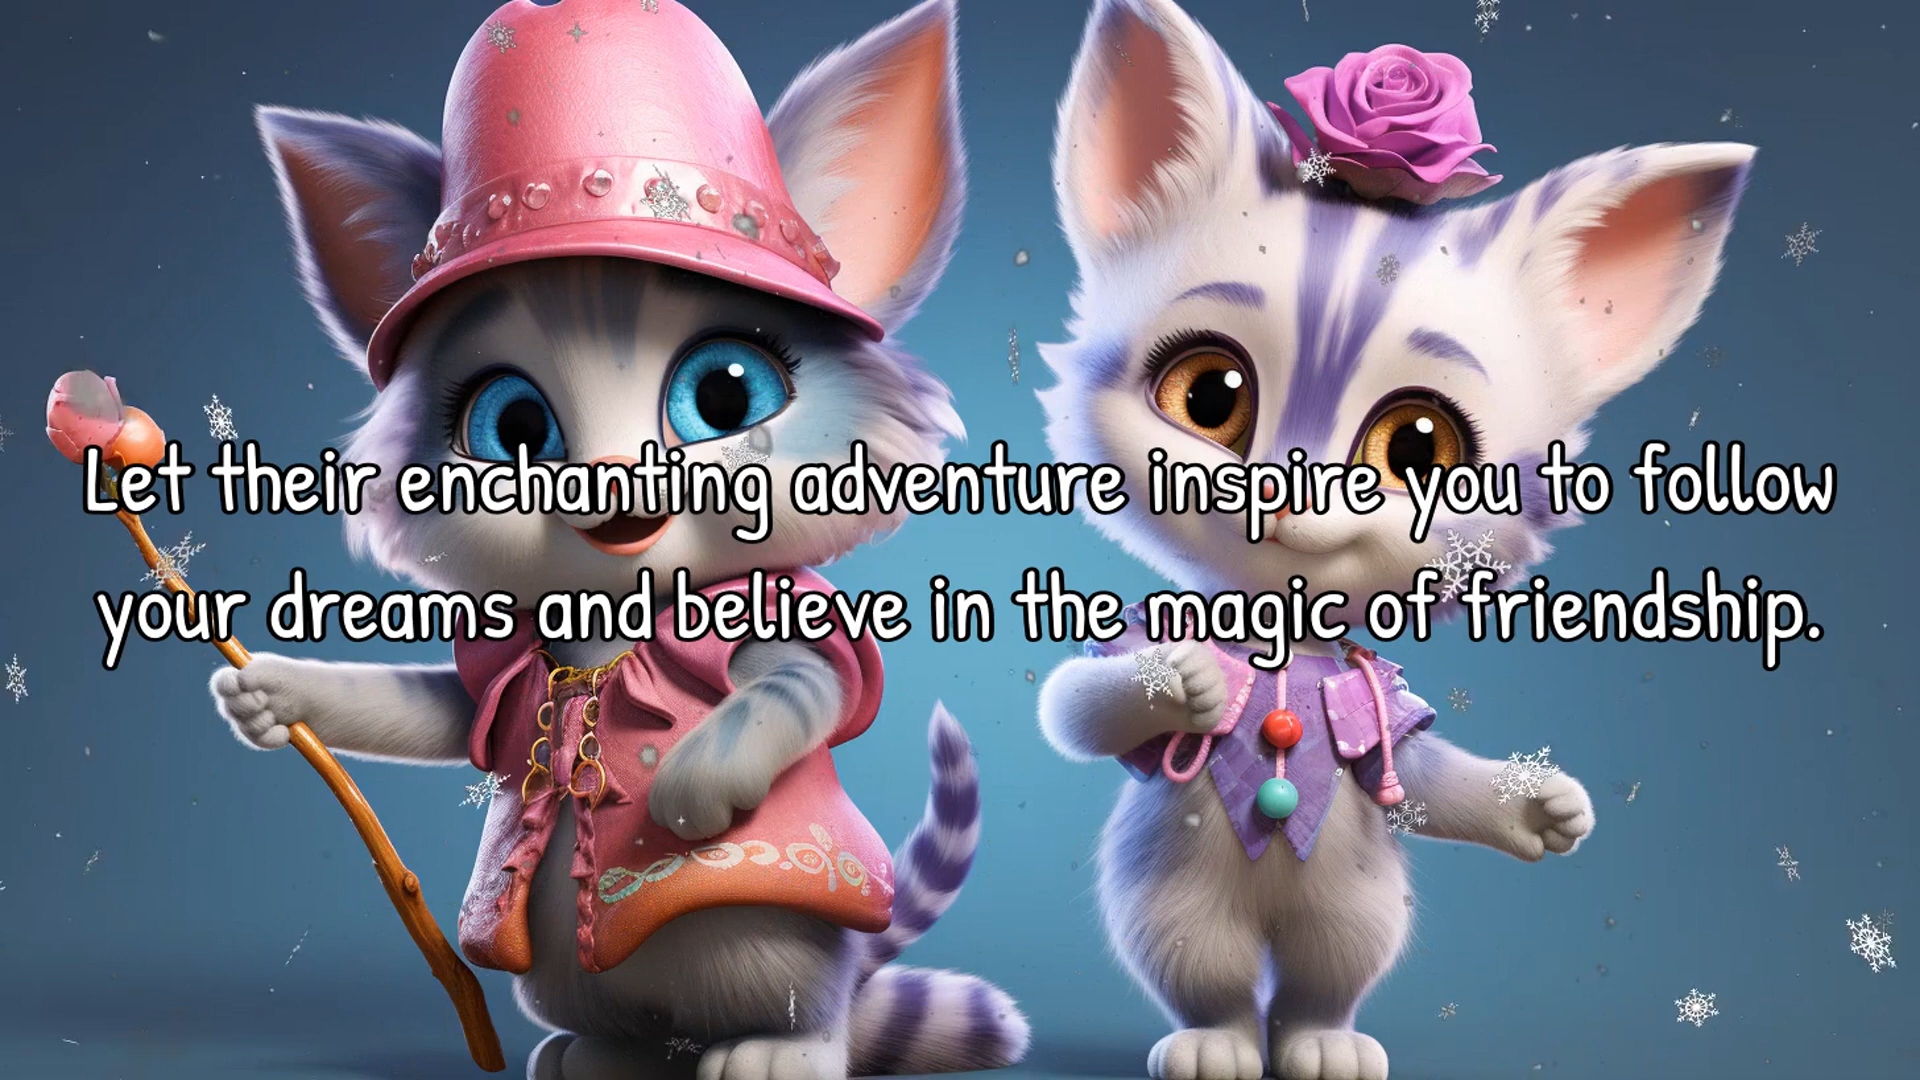 Let their enchanting adventure inspire you to follow
your dreams and believe in the magic of friendship.